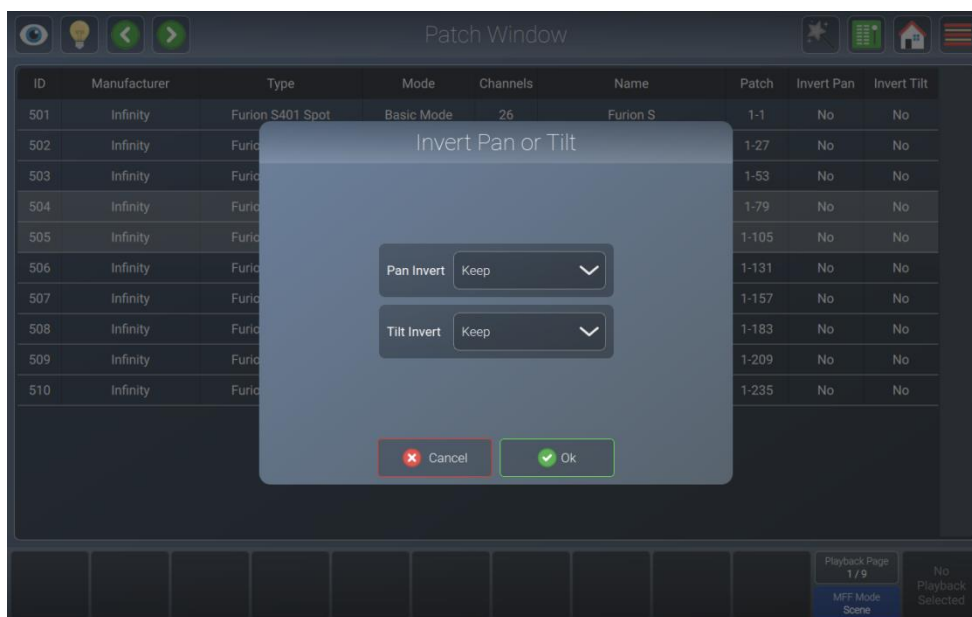 Patch Window
ID Manufacturer Type Mode Channels Name Patch Invert Pan Invert Tilt
501 Infinity Furion S401 Spot Basic Mode 26 Furion S 1-1 No No
502 Infinity 1-27 No No
503 Infinity 1-53 No No
504 Infinity 1-79 No No
505 Infinity 1-105 No No
506 Infinity 1-131 No No
507 Infinity 1-157 No No
508 Infinity 1-183 No No
509 Infinity 1-209 No No
510 Infinity 1-235 No No
Invert Pan or Tilt
Pan Invert Keep
Tilt Invert Keep
Cancel Ok
Playback Page
1/9
MFF Mode
Scene
No
Playback
Selected